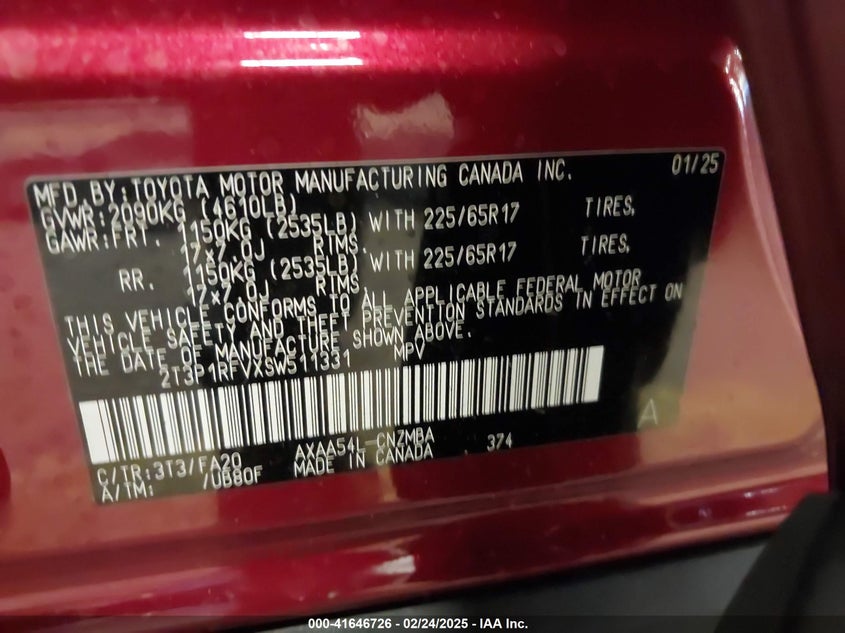 MFD. BY: TOYOTA MOTOR MANUFACTURING CANADA INC. 01/25
GVWR: 2090KG (4610LB)
GAWR: FRT. 1150KG (2535LB) WITH 225/65R17 TIRES,
17x7.0J RIMS
RR. 1150KG (2535LB) WITH 225/65R17 TIRES,
17x7.0J RIMS
THIS VEHICLE CONFORMS TO ALL APPLICABLE FEDERAL MOTOR
VEHICLE SAFETY AND THEFT PREVENTION STANDARDS IN EFFECT ON
THE DATE OF MANUFACTURE SHOWN ABOVE.
2T3P1RFVXSW511331 MPV
A
C/TR: 3T3/FA20 AXAA54L-CNZMBA 374
A/TM: /UB80F MADE IN CANADA
000-41646726 - 02/24/2025 - IAA Inc.